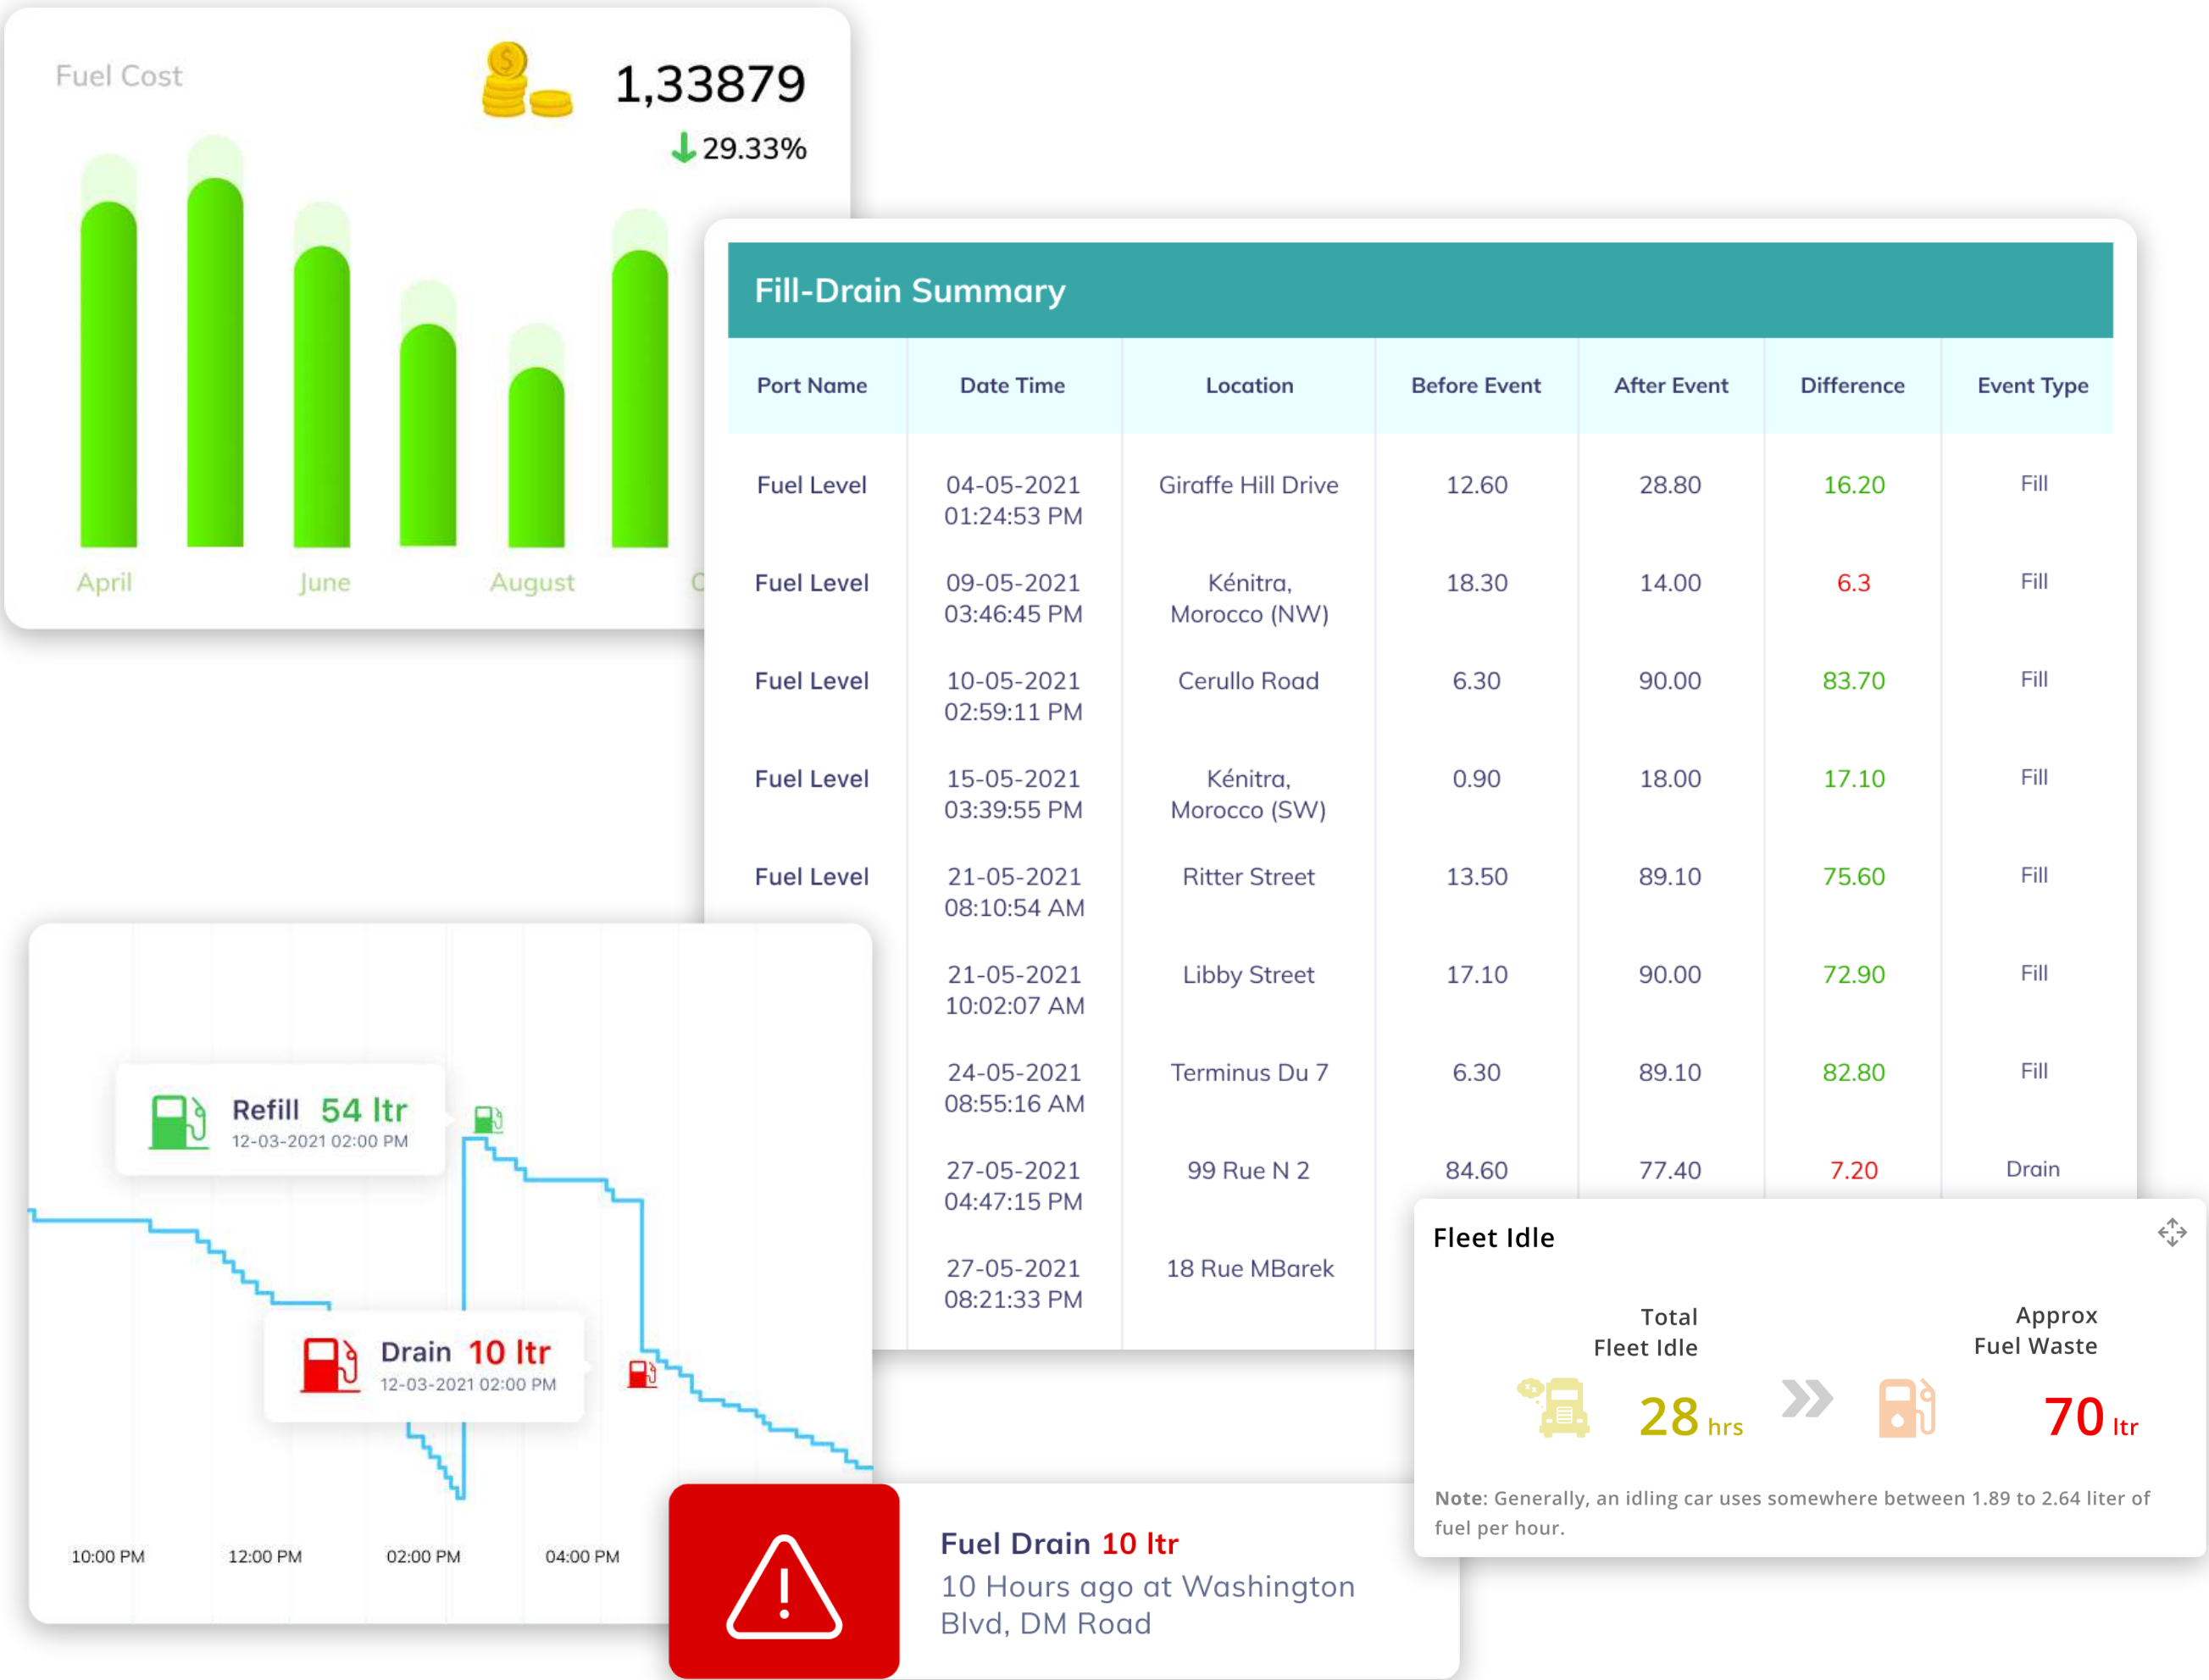 Fuel Cost
1,33879
29.33%
April June August
Fill-Drain Summary
Port Name Date Time Location Before Event After Event Difference Event Type
Fuel Level 04-05-2021 Giraffe Hill Drive 12.60 28.80 16.20 Fill
01:24:53 PM
Fuel Level 09-05-2021 Kénitra, 18.30 14.00 6.3 Fill
03:46:45 PM Morocco (NW)
Fuel Level 10-05-2021 Cerullo Road 6.30 90.00 83.70 Fill
02:59:11 PM
Fuel Level 15-05-2021 Kénitra, 0.90 18.00 17.10 Fill
03:39:55 PM Morocco (SW)
Fuel Level 21-05-2021 Ritter Street 13.50 89.10 75.60 Fill
08:10:54 AM
21-05-2021 Libby Street 17.10 90.00 72.90 Fill
10:02:07 AM
24-05-2021 Terminus Du 7 6.30 89.10 82.80 Fill
08:55:16 AM
27-05-2021 99 Rue N 2 84.60 77.40 7.20 Drain
04:47:15 PM
27-05-2021 18 Rue MBarek
08:21:33 PM
Refill 54 ltr
12-03-2021 02:00 PM
Drain 10 ltr
12-03-2021 02:00 PM
10:00 PM 12:00 PM 02:00 PM 04:00 PM
Fuel Drain 10 ltr
10 Hours ago at Washington
Blvd, DM Road
Fleet Idle
Total
Fleet Idle
28 hrs
Approx
Fuel Waste
70 ltr
Note: Generally, an idling car uses somewhere between 1.89 to 2.64 liter of
fuel per hour.